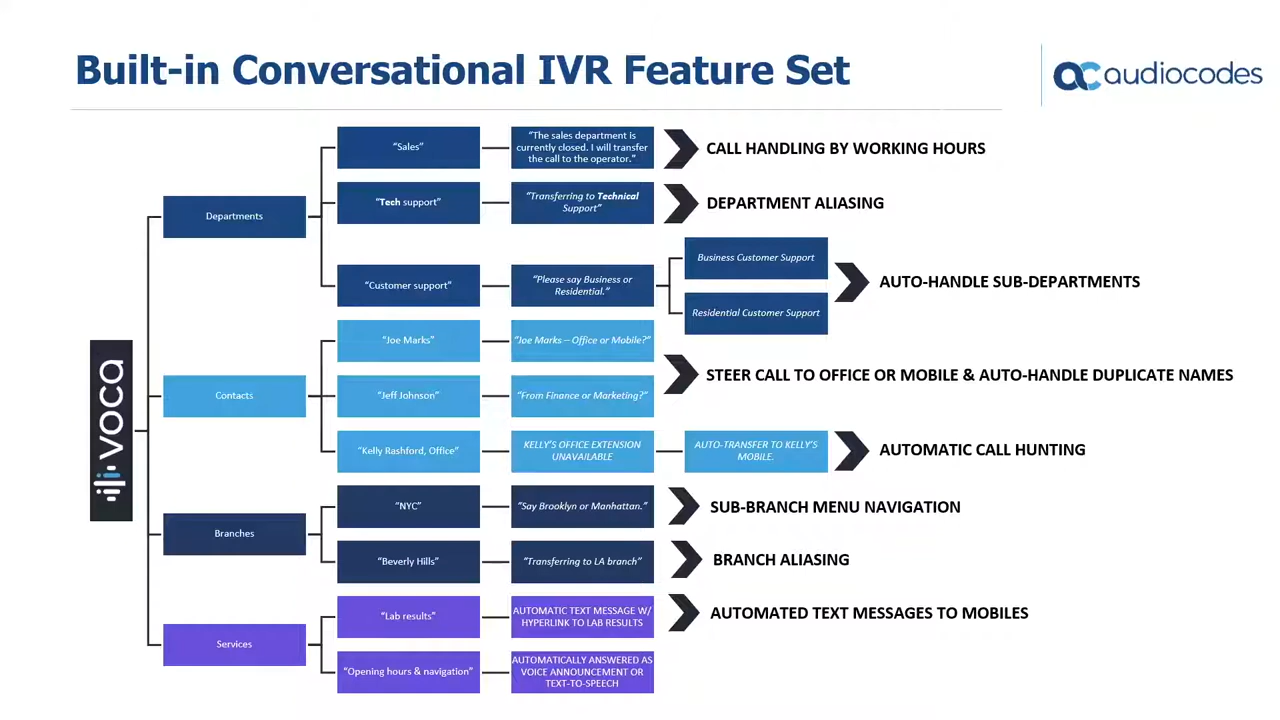 Built-in Conversational IVR Feature Set
audiocodes
"Sales"
"The sales department is
currently closed. I will transfer
the call to the operator."
CALL HANDLING BY WORKING HOURS
Departments
"Tech support"
"Transferring to Technical
Support"
DEPARTMENT ALIASING
"Customer support"
"Please say Business or
Residential."
Business Customer Support
Residential Customer Support
AUTO-HANDLE SUB-DEPARTMENTS
voca
Contacts
"Joe Marks"
"Joe Marks – Office or Mobile?"
"Jeff Johnson"
"From Finance or Marketing?"
STEER CALL TO OFFICE OR MOBILE & AUTO-HANDLE DUPLICATE NAMES
"Kelly Rashford, Office"
KELLY'S OFFICE EXTENSION
UNAVAILABLE
AUTO-TRANSFER TO KELLY'S
MOBILE.
AUTOMATIC CALL HUNTING
Branches
"NYC"
"Say Brooklyn or Manhattan."
SUB-BRANCH MENU NAVIGATION
"Beverly Hills"
"Transferring to LA branch"
BRANCH ALIASING
Services
"Lab results"
AUTOMATIC TEXT MESSAGE W/
HYPERLINK TO LAB RESULTS
AUTOMATED TEXT MESSAGES TO MOBILES
"Opening hours & navigation"
AUTOMATICALLY ANSWERED AS
VOICE ANNOUNCEMENT OR
TEXT-TO-SPEECH